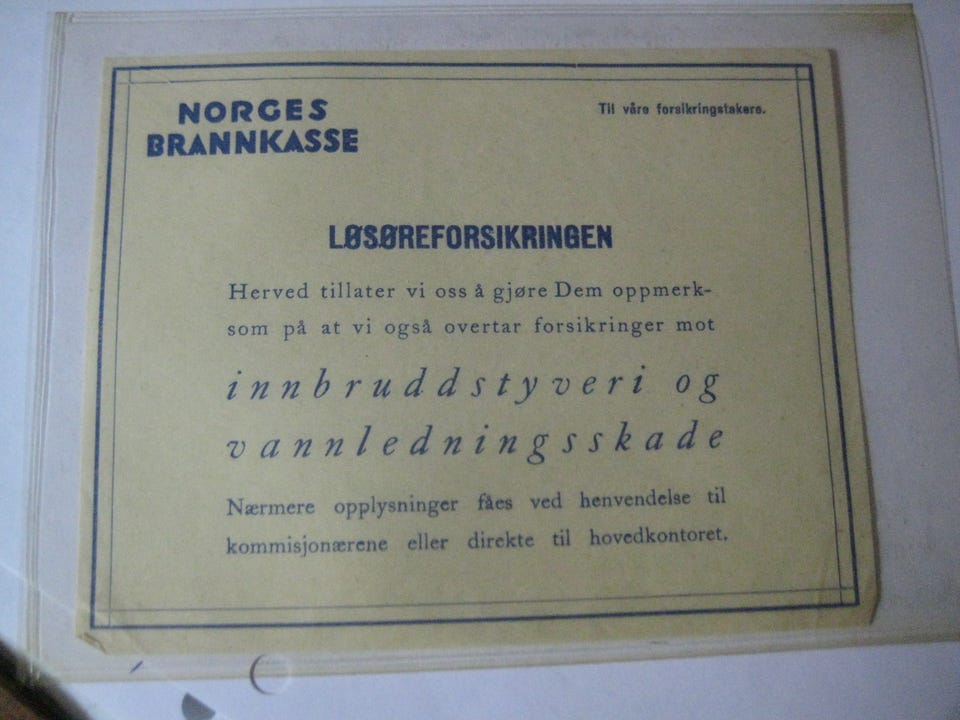 NORGES
BRANNKASSE
Til våre forsikringstakere.
LØSØREFORSIKRINGEN
Herved tillater vi oss å gjøre Dem oppmerk-
som på at vi også overtar forsikringer mot
innbruddstyveri og
vannledningsskade
Nærmere opplysninger fåes ved henvendelse til
kommisjonærene eller direkte til hovedkontoret.